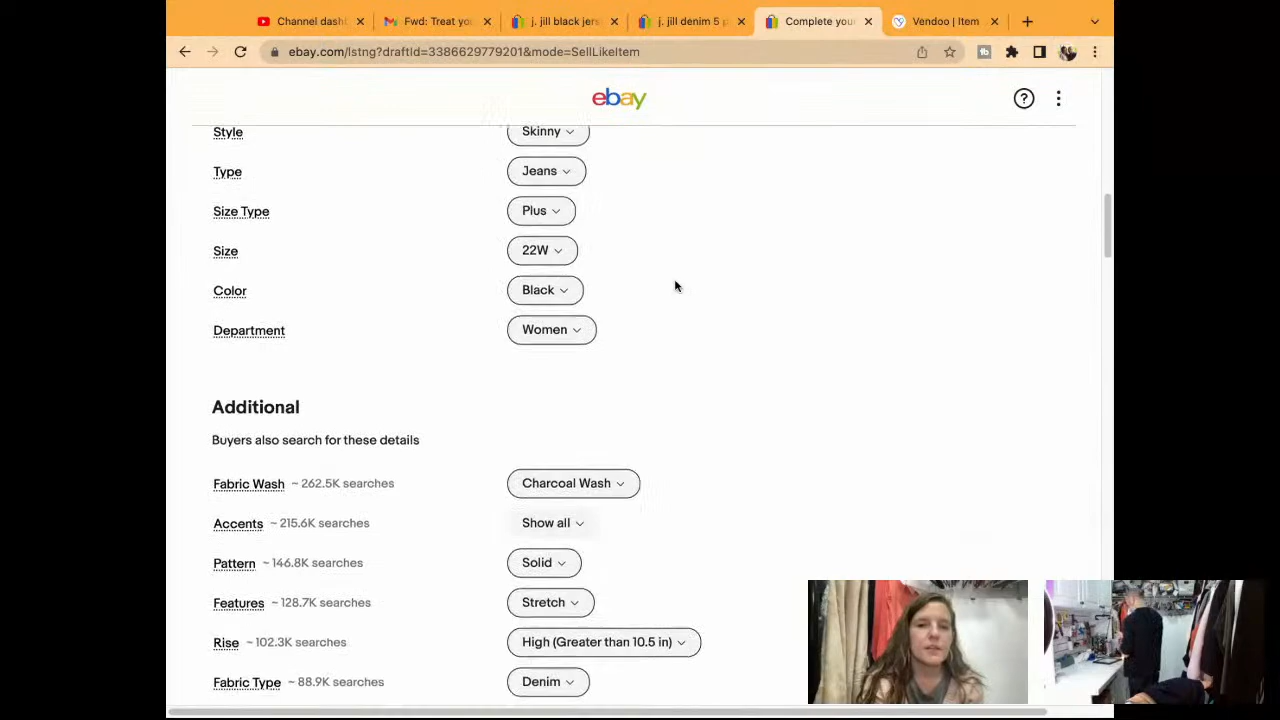 Channel dash
Fwd: Treat yo
j. jill black jers
j. jill denim 5 p
Complete your
Vendoo | Item
ebay.com/lstng?draftId=3386629779201&mode=SellLikeItem
ebay
Style Skinny
Type Jeans
Size Type Plus
Size 22W
Color Black
Department Women
Additional
Buyers also search for these details
Fabric Wash ~ 262.5K searches Charcoal Wash
Accents ~ 215.6K searches Show all
Pattern ~ 146.8K searches Solid
Features ~ 128.7K searches Stretch
Rise ~ 102.3K searches High (Greater than 10.5 in)
Fabric Type ~ 88.9K searches Denim